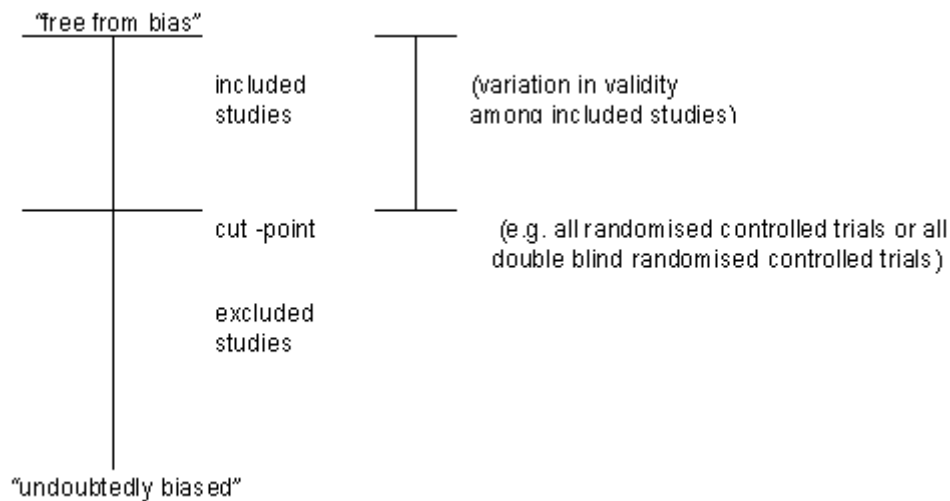 "free from bias"
included
studies
(variation in validity
among included studies)
cut -point
(e.g. all randomised controlled trials or all
double blind randomised controlled trials)
excluded
studies
"undoubtedly biased"